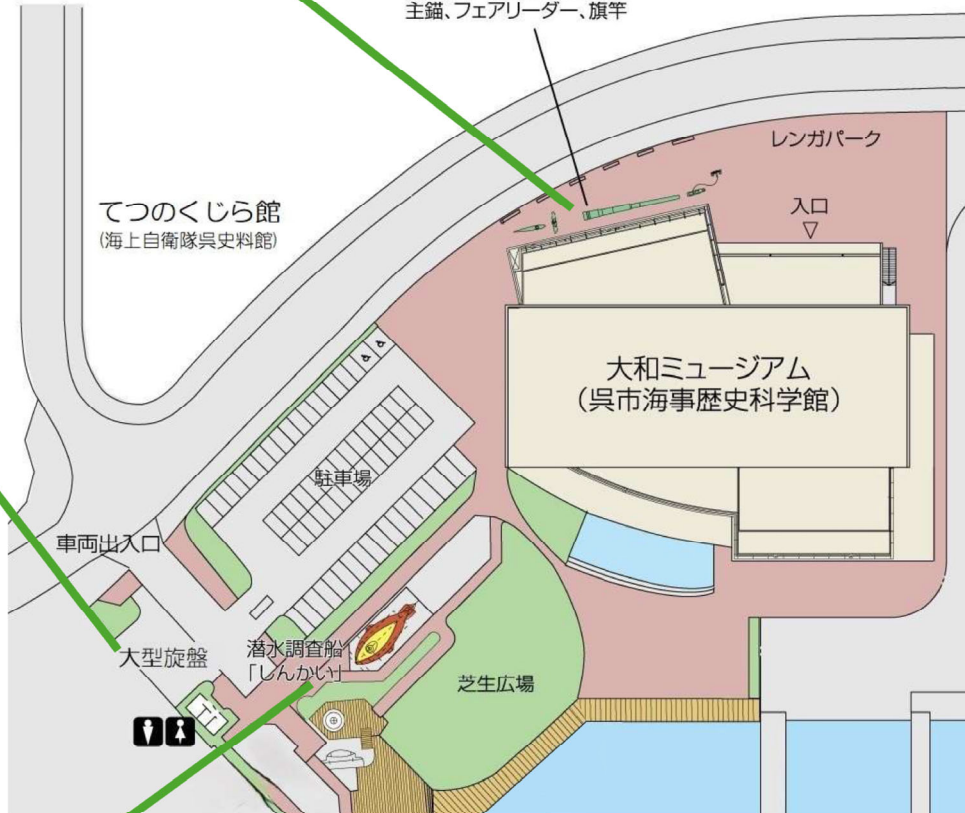 主錨、フェアリーダー、旗竿
レンガパーク
てつのくじら館
(海上自衛隊呉史料館)
入口
大和ミュージアム
(呉市海事歴史科学館)
駐車場
車両出入口
大型旋盤
潜水調査船
「しんかい」
芝生広場